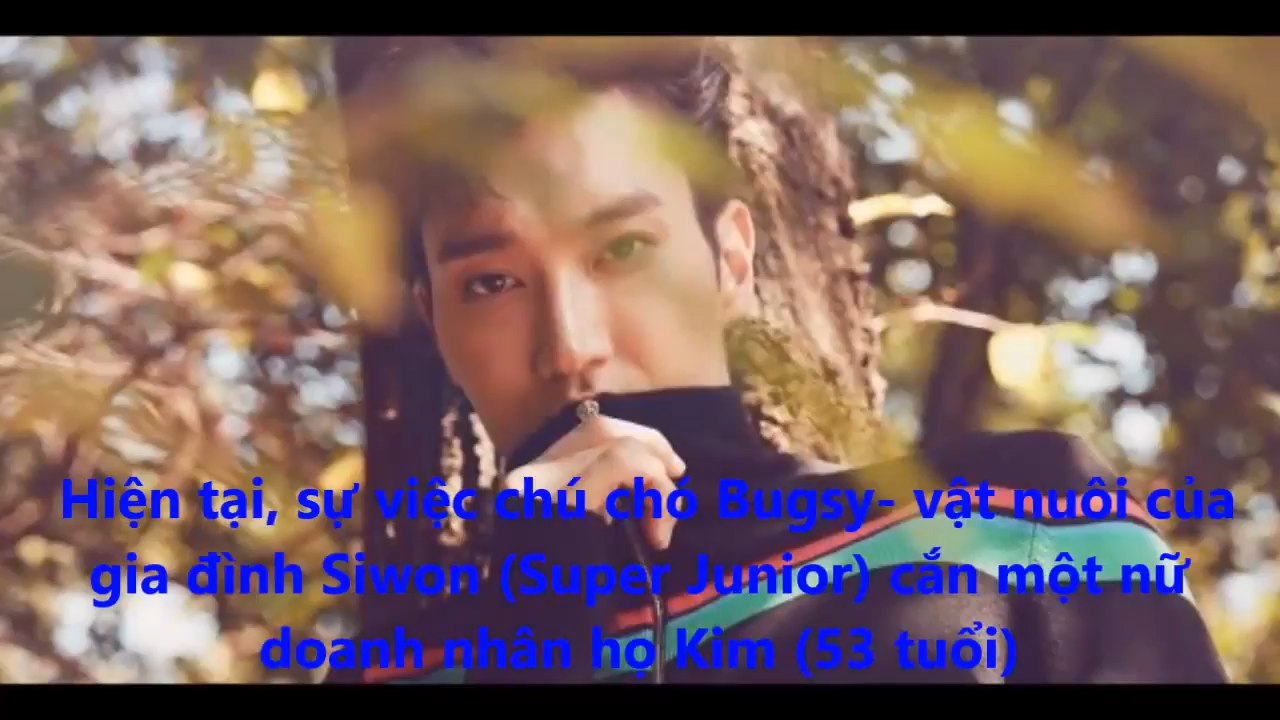 Hiện tại, sự việc chú chó Bugsy- vật nuôi của
gia đình Siwon (Super Junior) cắn một nữ
doanh nhân họ Kim (53 tuổi)